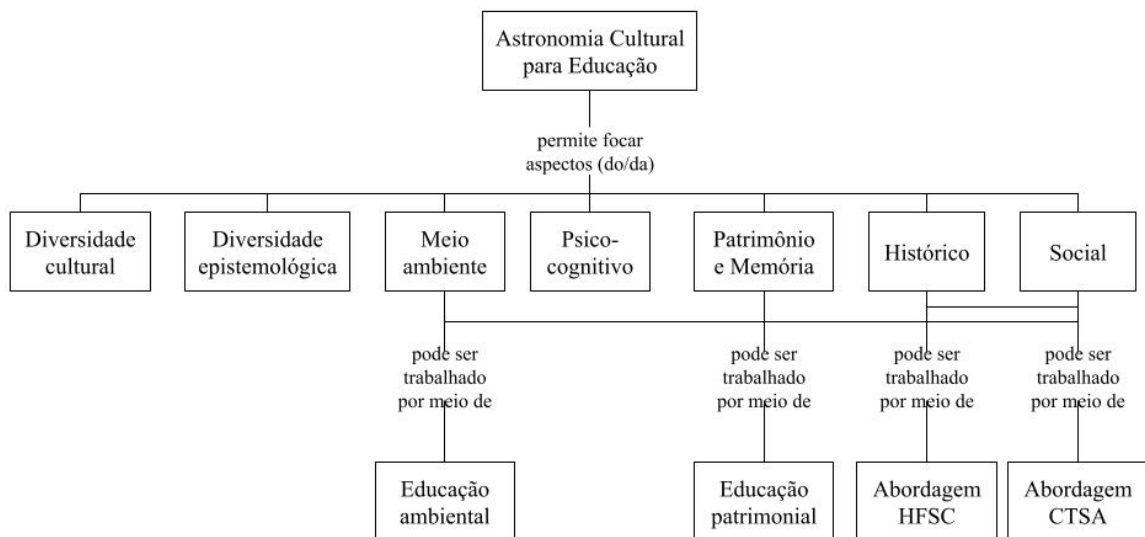 Astronomia Cultural
para Educação
permite focar
aspectos (do/da)
Diversidade
cultural
Diversidade
epistemológica
Meio
ambiente
Psico-
cognitivo
Patrimônio
e Memória
Histórico
Social
pode ser
trabalhado
por meio de
pode ser
trabalhado
por meio de
pode ser
trabalhado
por meio de
pode ser
trabalhado
por meio de
Educação
ambiental
Educação
patrimonial
Abordagem
HFSC
Abordagem
CTSA